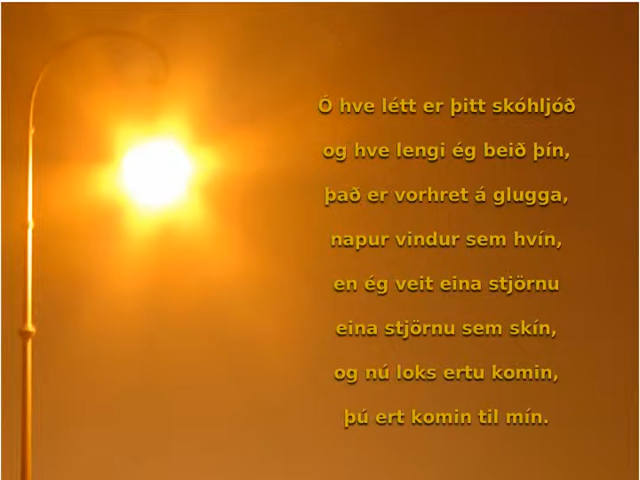 Ó hve létt er þitt skóhljóð
og hve lengi ég beið þín,
það er vorhret á glugga,
napur vindur sem hvín,
en ég veit eina stjörnu
eina stjörnu sem skín,
og nú loks ertu komin,
þú ert komin til mín.